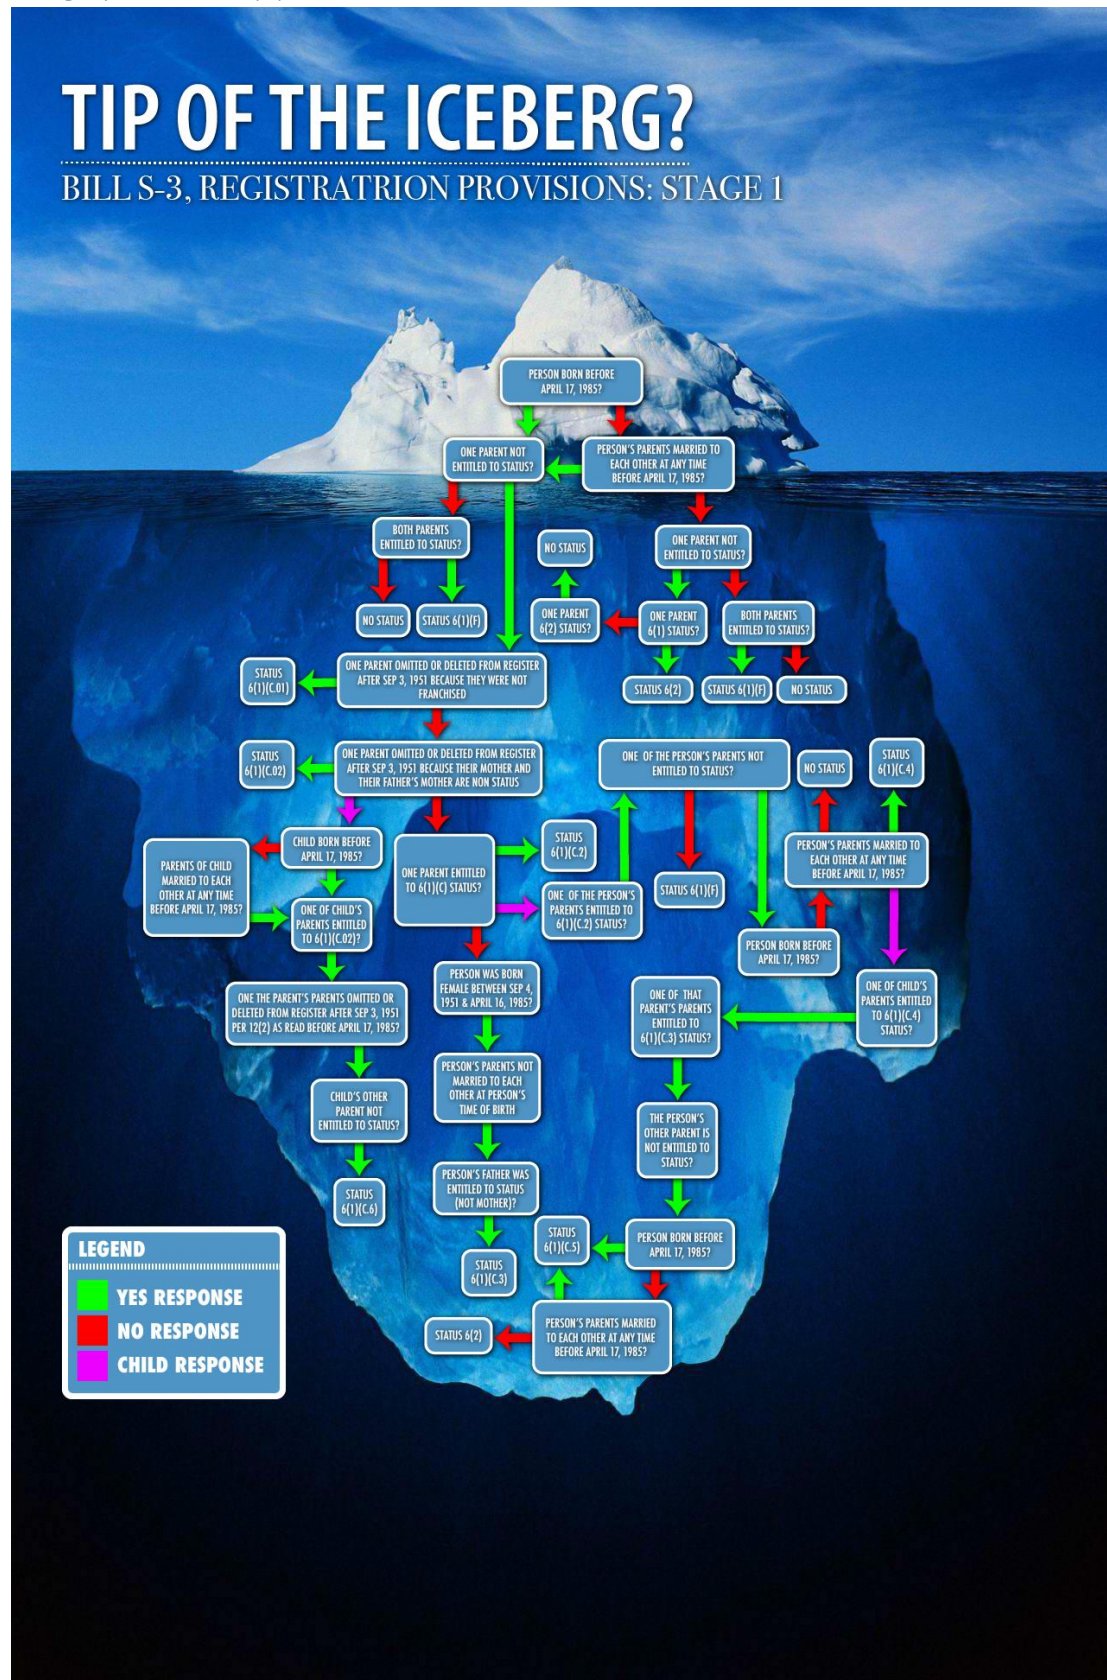 TIP OF THE ICEBERG?
BILL S-3, REGISTRATRION PROVISIONS: STAGE 1
PERSON BORN BEFORE
APRIL 17, 1985?
ONE PARENT NOT
ENTITLED TO STATUS?
PERSON'S PARENTS MARRIED TO
EACH OTHER AT ANY TIME
BEFORE APRIL 17, 1985?
BOTH PARENTS
ENTITLED TO STATUS?
NO STATUS
ONE PARENT NOT
ENTITLED TO STATUS?
NO STATUS
STATUS 6(1)(F)
ONE PARENT
6(2) STATUS?
ONE PARENT
6(1) STATUS?
BOTH PARENTS
ENTITLED TO STATUS?
STATUS
6(1)(C.01)
ONE PARENT OMITTED OR DELETED FROM REGISTER
AFTER SEP 3, 1951 BECAUSE THEY WERE NOT
FRANCHISED
STATUS 6(2)
STATUS 6(1)(F)
NO STATUS
STATUS
6(1)(C.02)
ONE PARENT OMITTED OR DELETED FROM REGISTER
AFTER SEP 3, 1951 BECAUSE THEIR MOTHER AND
THEIR FATHER'S MOTHER ARE NON STATUS
ONE OF THE PERSON'S PARENTS NOT
ENTITLED TO STATUS?
NO STATUS
STATUS
6(1)(C.4)
PARENTS OF CHILD
MARRIED TO EACH
OTHER AT ANY TIME
BEFORE APRIL 17, 1985?
CHILD BORN BEFORE
APRIL 17, 1985?
ONE PARENT ENTITLED
TO 6(1)(C) STATUS?
STATUS
6(1)(C.2)
PERSON'S PARENTS MARRIED TO
EACH OTHER AT ANY TIME
BEFORE APRIL 17, 1985?
ONE OF CHILD'S
PARENTS ENTITLED
TO 6(1)(C.02)?
ONE OF THE PERSON'S
PARENTS ENTITLED TO
6(1)(C.2) STATUS?
STATUS 6(1)(F)
PERSON BORN BEFORE
APRIL 17, 1985?
ONE THE PARENT'S PARENTS OMITTED OR
DELETED FROM REGISTER AFTER SEP 3, 1951
PER 12(2) AS READ BEFORE APRIL 17, 1985?
PERSON WAS BORN
FEMALE BETWEEN SEP 4,
1951 & APRIL 16, 1985?
ONE OF THAT
PARENT'S PARENTS
ENTITLED TO
6(1)(C.3) STATUS?
ONE OF CHILD'S
PARENTS ENTITLED
TO 6(1)(C.4)
STATUS?
CHILD'S OTHER
PARENT NOT
ENTITLED TO STATUS?
PERSON'S PARENTS NOT
MARRIED TO EACH
OTHER AT PERSON'S
TIME OF BIRTH
THE PERSON'S
OTHER PARENT IS
NOT ENTITLED TO
STATUS?
STATUS
6(1)(C.6)
PERSON'S FATHER WAS
ENTITLED TO STATUS
(NOT MOTHER)?
STATUS
6(1)(C.3)
STATUS
6(1)(C.5)
PERSON BORN BEFORE
APRIL 17, 1985?
STATUS 6(2)
PERSON'S PARENTS MARRIED
TO EACH OTHER AT ANY TIME
BEFORE APRIL 17, 1985?
LEGEND
YES RESPONSE
NO RESPONSE
CHILD RESPONSE